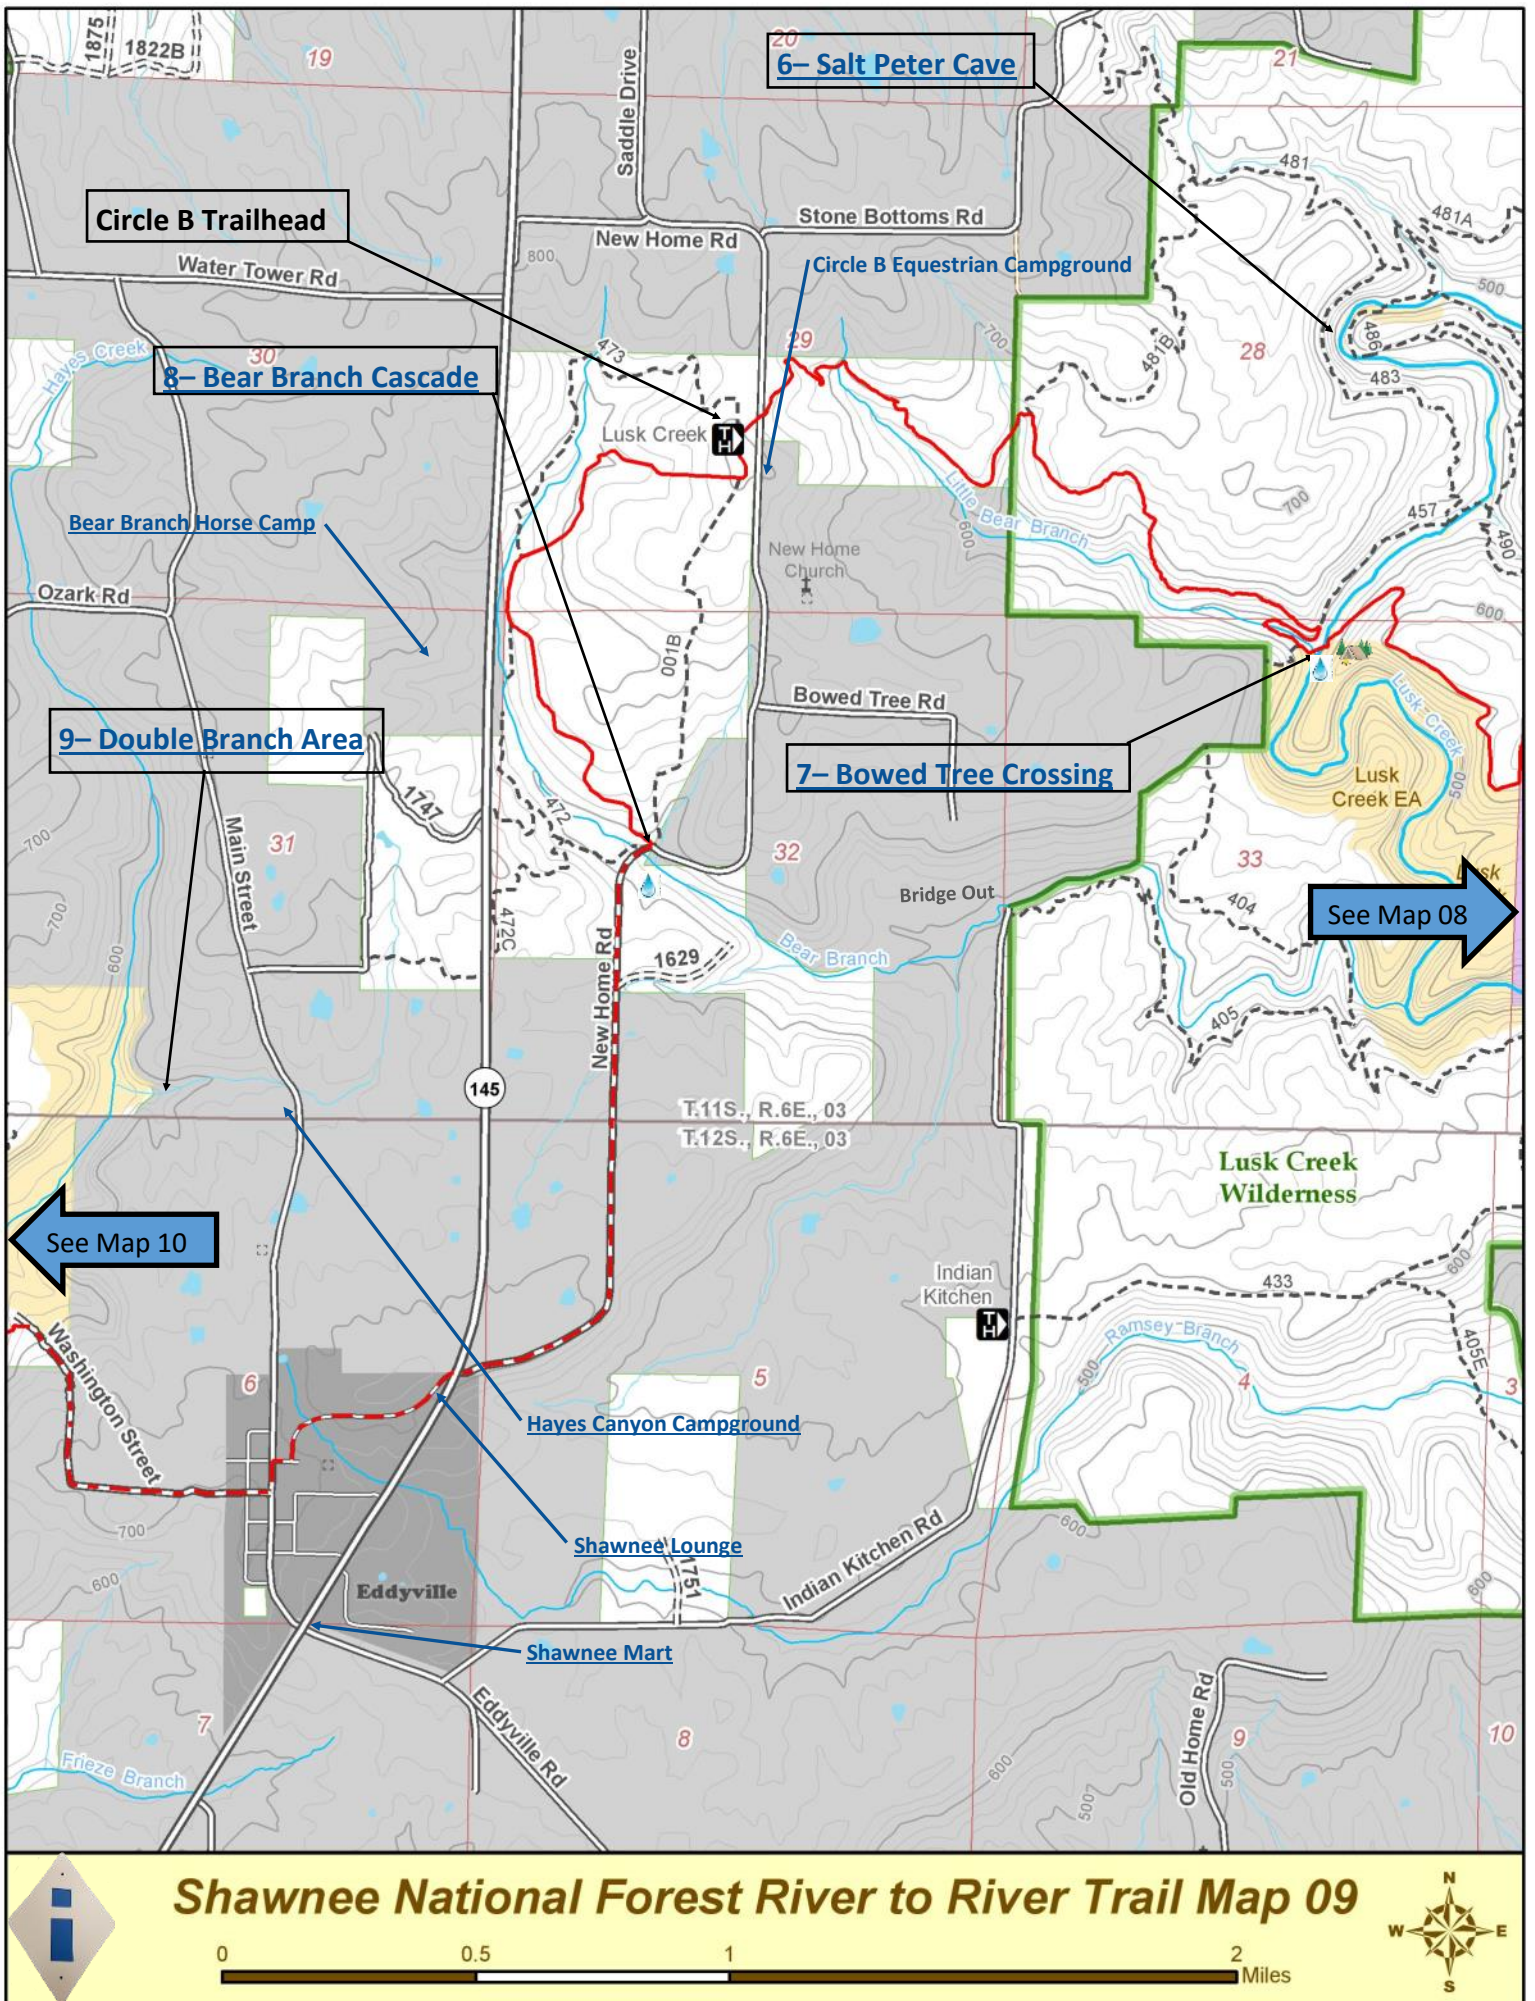 1875
1822B
19
Saddle Drive
20
6– Salt Peter Cave
21
481
481A
Circle B Trailhead
Stone Bottoms Rd
New Home Rd
800
Water Tower Rd
Circle B Equestrian Campground
500
Hayes Creek
30
473
29
700
481B
28
486
483
8– Bear Branch Cascade
Lusk Creek
TH
Little Bear Branch
600
700
457
490
Bear Branch Horse Camp
New Home
Church
Ozark Rd
600
001B
Bowed Tree Rd
Lusk Creek
9– Double Branch Area
7– Bowed Tree Crossing
Lusk
Creek EA
500
1747
472
700
Main Street
31
32
33
Bridge Out
404
Lusk
See Map 08
700
472C
New Home Rd
1629
Bear Branch
600
405
145
T.11S., R.6E., 03
T.12S., R.6E., 03
Lusk Creek
Wilderness
See Map 10
Indian
Kitchen
TH
433
600
Ramsey Branch
500
405E
Washington Street
6
5
4
3
Hayes Canyon Campground
700
600
Shawnee Lounge
1751
Indian Kitchen Rd
600
600
Eddyville
Shawnee Mart
Eddyville Rd
7
8
Old Home Rd
9
10
Frieze Branch
600
500
500
Shawnee National Forest River to River Trail Map 09
N
W
E
S
0
0.5
1
2
Miles
i